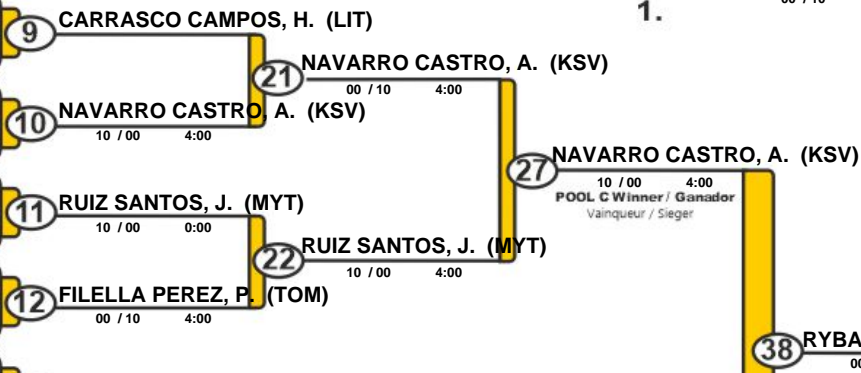 1.
9 CARRASCO CAMPOS, H. (LIT)
21 NAVARRO CASTRO, A. (KSV)
00 / 10 4:00
10 NAVARRO CASTRO, A. (KSV)
10 / 00 4:00
27 NAVARRO CASTRO, A. (KSV)
10 / 00 4:00
POOL C Winner / Ganador
Vainqueur / Sieger
11 RUIZ SANTOS, J. (MYT)
10 / 00 0:00
22 RUIZ SANTOS, J. (MYT)
10 / 00 4:00
12 FILELLA PEREZ, P. (TOM)
00 / 10 4:00
38 RYBA